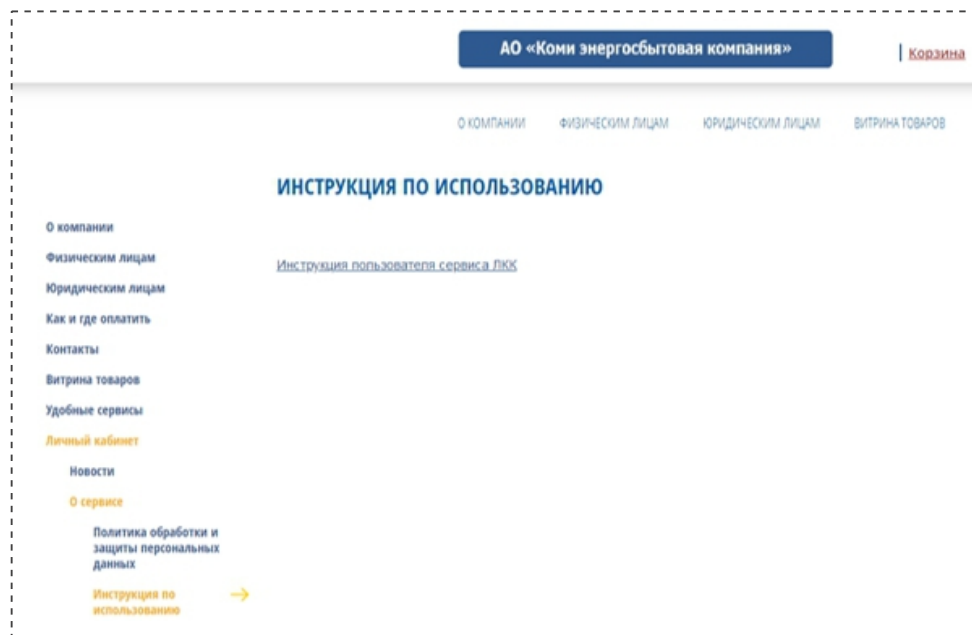 АО «Коми энергосбытовая компания»
Корзина
О КОМПАНИИ ФИЗИЧЕСКИМ ЛИЦАМ ЮРИДИЧЕСКИМ ЛИЦАМ ВИТРИНА ТОВАРОВ
ИНСТРУКЦИЯ ПО ИСПОЛЬЗОВАНИЮ
О компании
Физическим лицам
Юридическим лицам
Как и где оплатить
Контакты
Витрина товаров
Удобные сервисы
Личный кабинет
Новости
О сервисе
Политика обработки и
защиты персональных
данных
Инструкция по
использованию
Инструкция пользователя сервиса ЛКК